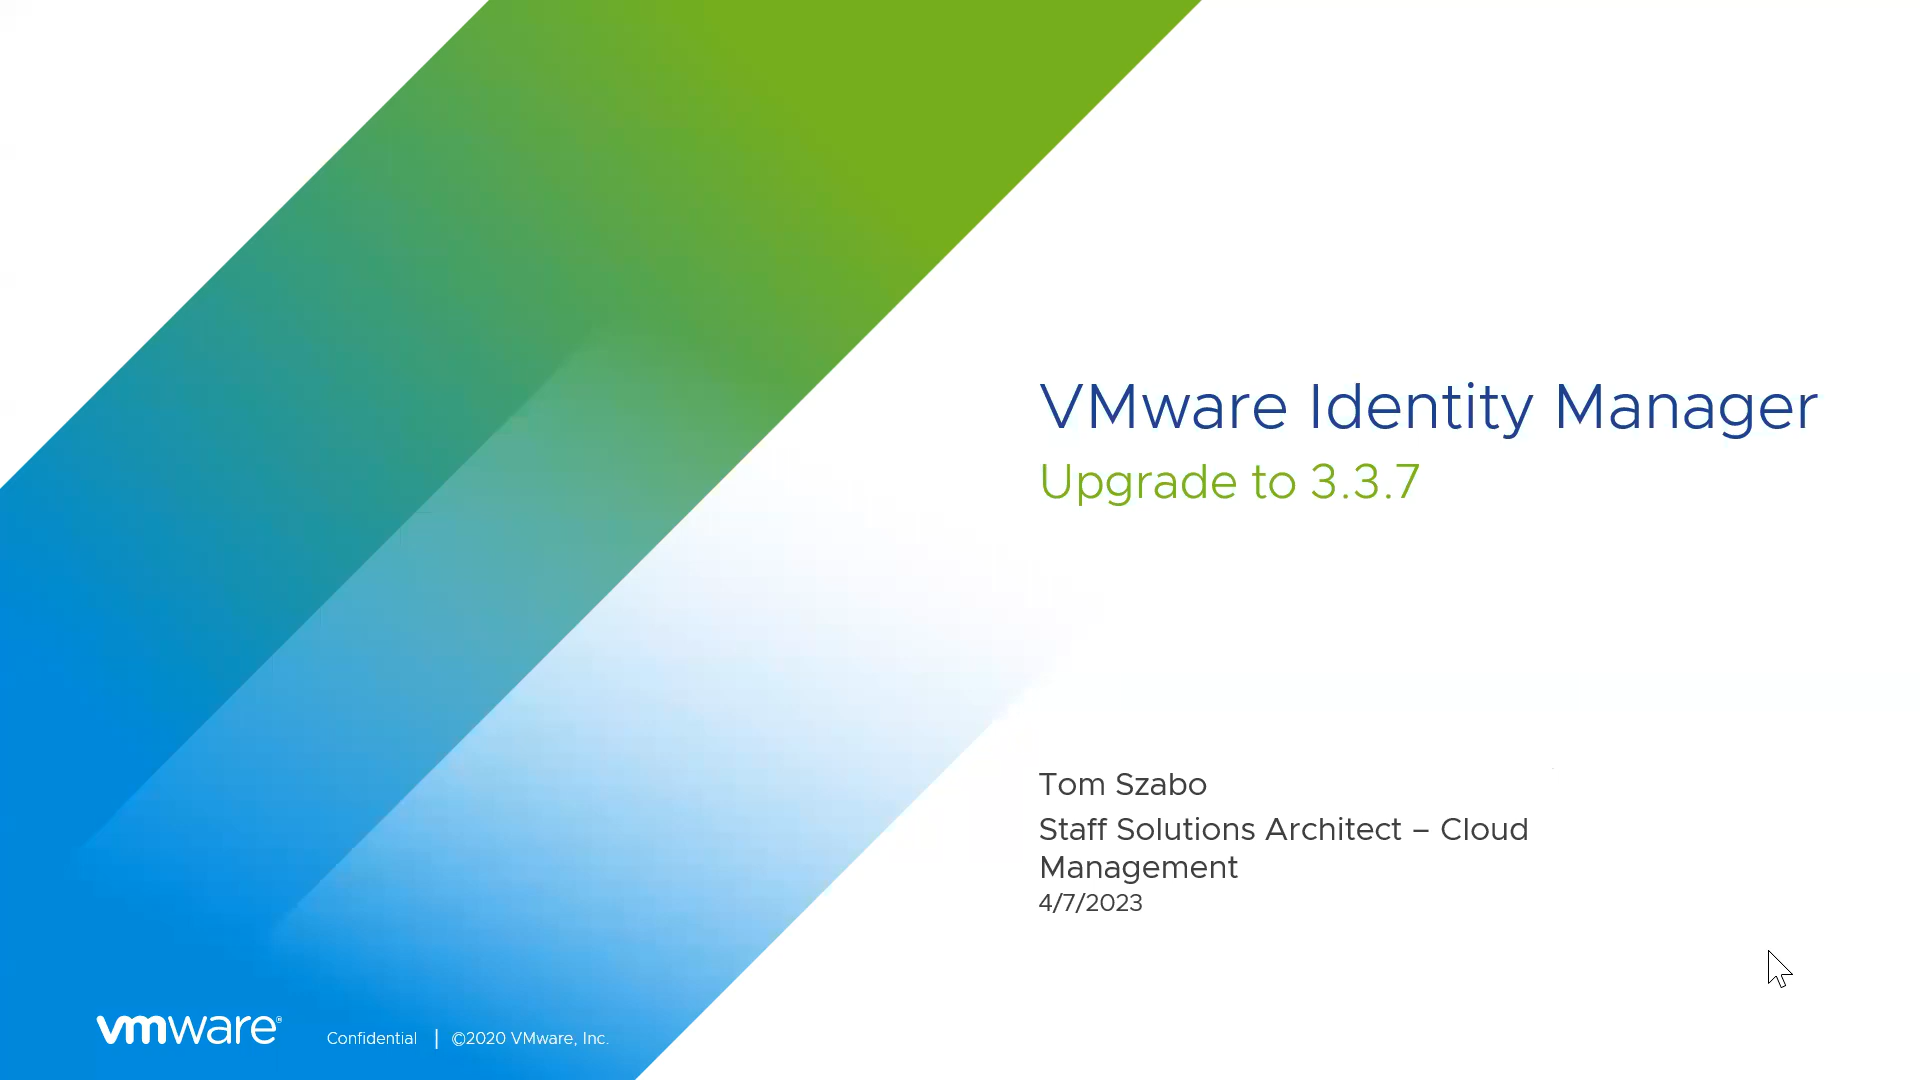 VMware Identity Manager
Upgrade to 3.3.7
Tom Szabo
Staff Solutions Architect – Cloud
Management
4/7/2023
vmware®
Confidential | ©2020 VMware, Inc.